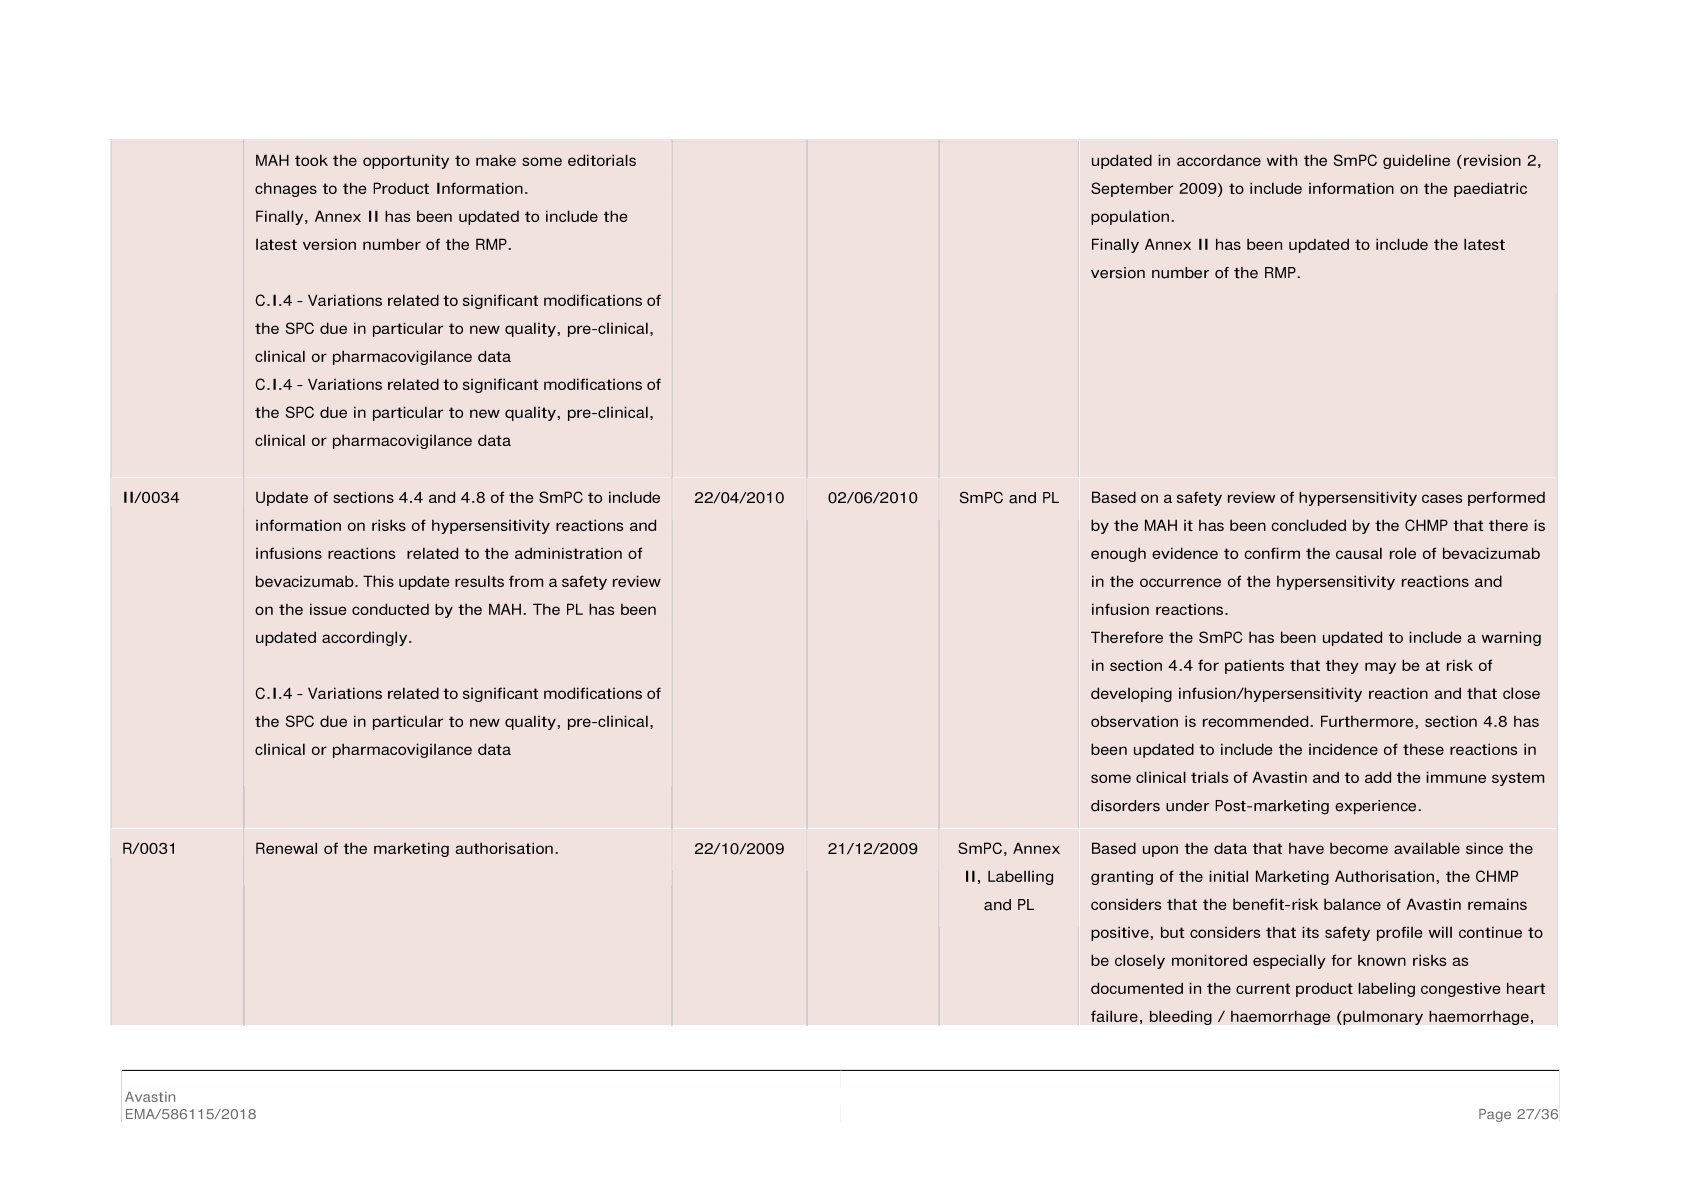 MAH took the opportunity to make some editorials
chnages to the Product Information.
Finally, Annex II has been updated to include the
latest version number of the RMP.
C.I.4 - Variations related to significant modifications of
the SPC due in particular to new quality, pre-clinical,
clinical or pharmacovigilance data
C.I.4 - Variations related to significant modifications of
the SPC due in particular to new quality, pre-clinical,
clinical or pharmacovigilance data
updated in accordance with the SmPC guideline (revision 2,
September 2009) to include information on the paediatric
population.
Finally Annex II has been updated to include the latest
version number of the RMP.
II/0034
Update of sections 4.4 and 4.8 of the SmPC to include
information on risks of hypersensitivity reactions and
infusions reactions  related to the administration of
bevacizumab. This update results from a safety review
on the issue conducted by the MAH. The PL has been
updated accordingly.
C.I.4 - Variations related to significant modifications of
the SPC due in particular to new quality, pre-clinical,
clinical or pharmacovigilance data
22/04/2010
02/06/2010
SmPC and PL
Based on a safety review of hypersensitivity cases performed
by the MAH it has been concluded by the CHMP that there is
enough evidence to confirm the causal role of bevacizumab
in the occurrence of the hypersensitivity reactions and
infusion reactions.
Therefore the SmPC has been updated to include a warning
in section 4.4 for patients that they may be at risk of
developing infusion/hypersensitivity reaction and that close
observation is recommended. Furthermore, section 4.8 has
been updated to include the incidence of these reactions in
some clinical trials of Avastin and to add the immune system
disorders under Post-marketing experience.
R/0031
Renewal of the marketing authorisation.
22/10/2009
21/12/2009
SmPC, Annex
II, Labelling
and PL
Based upon the data that have become available since the
granting of the initial Marketing Authorisation, the CHMP
considers that the benefit-risk balance of Avastin remains
positive, but considers that its safety profile will continue to
be closely monitored especially for known risks as
documented in the current product labeling congestive heart
failure, bleeding / haemorrhage (pulmonary haemorrhage,
Avastin
EMA/586115/2018
Page 27/36